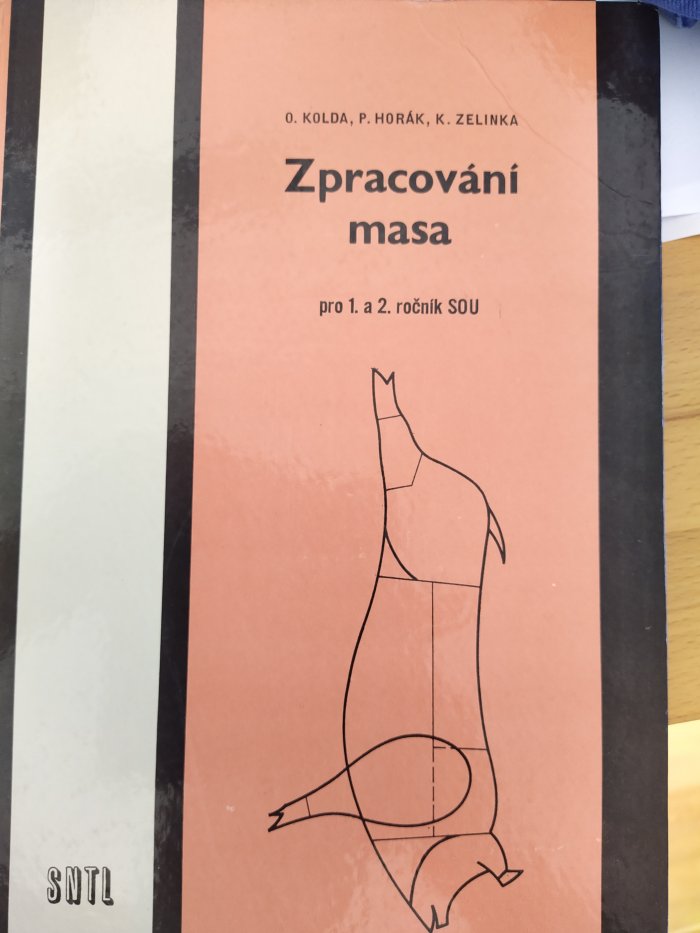 O. KOLDA, P. HORÁK, K. ZELINKA
Zpracování
masa
pro 1. a 2. ročník SOU
SNTL